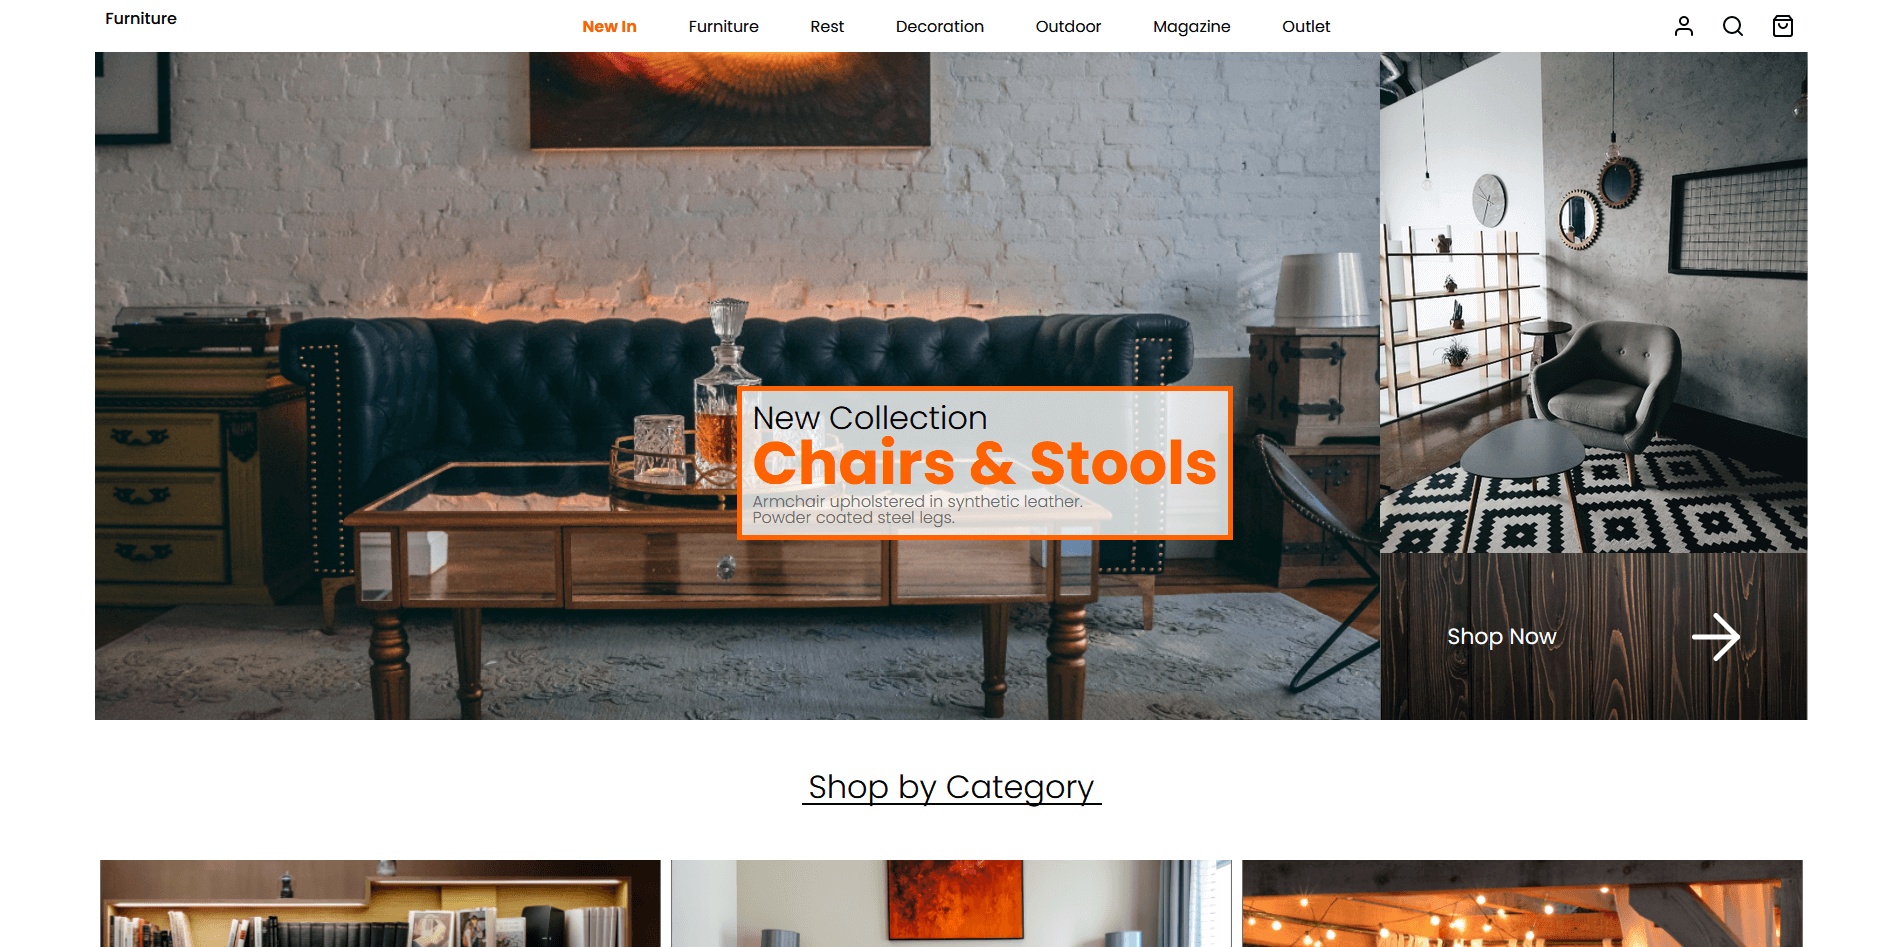 Furniture
New In
Furniture
Rest
Decoration
Outdoor
Magazine
Outlet
New Collection
Chairs & Stools
Armchair upholstered in synthetic leather.
Powder coated steel legs.
Shop Now
Shop by Category